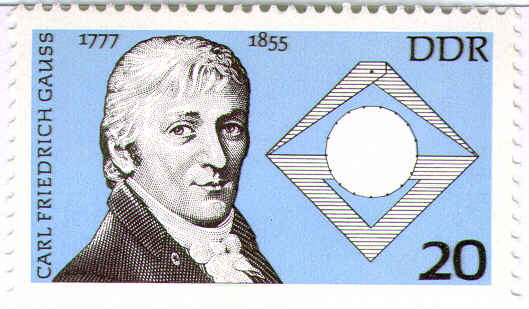 CARL FRIEDRICH GAUSS
1777 1855
DDR
20